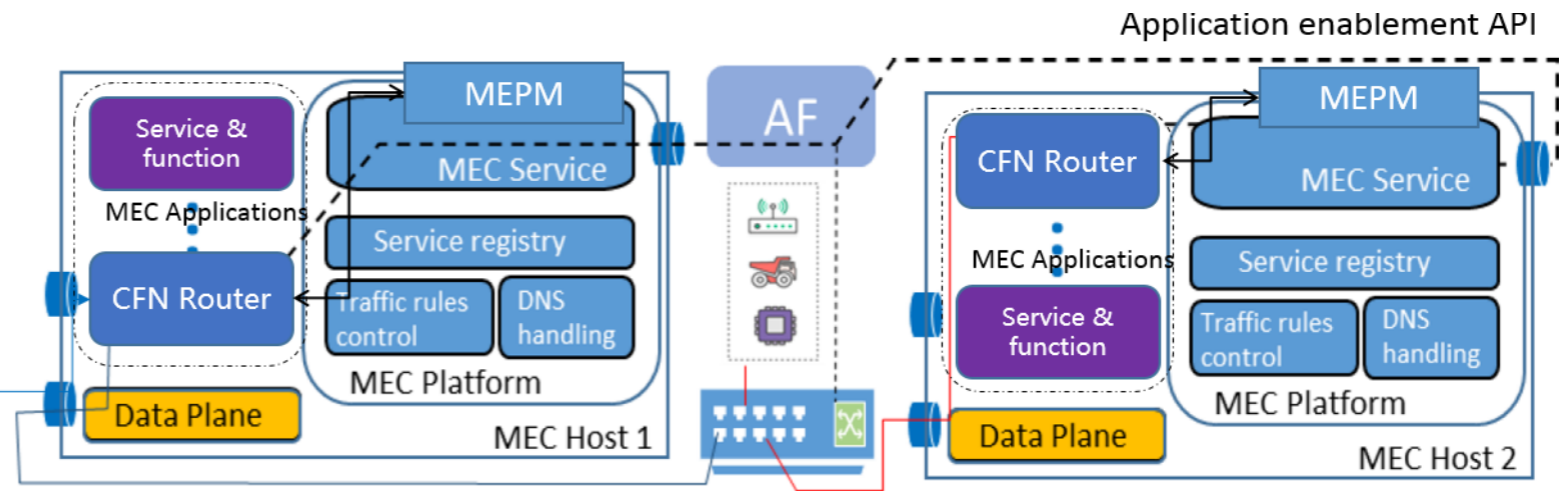 Application enablement API
MEPM
Service &
function
MEC Service
MEC Applications
Service registry
CFN Router
Traffic rules
control
DNS
handling
MEC Platform
Data Plane
MEC Host 1
AF
MEPM
CFN Router
MEC Service
MEC Applications
Service registry
Service &
function
Traffic rules
control
DNS
handling
MEC Platform
Data Plane
MEC Host 2